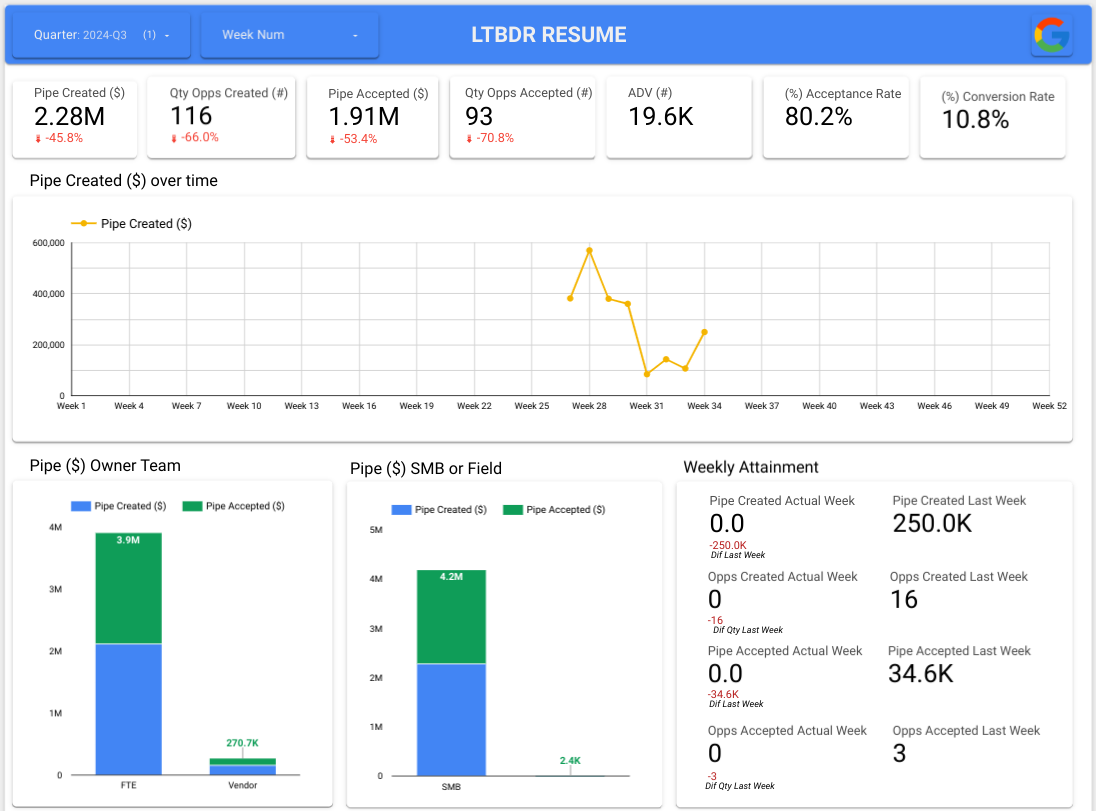 Quarter: 2024-Q3 (1)
Week Num
LTBDR RESUME
Pipe Created ($)
2.28M
-45.8%
Qty Opps Created (#)
116
-66.0%
Pipe Accepted ($)
1.91M
-53.4%
Qty Opps Accepted (#)
93
-70.8%
ADV (#)
19.6K
(%) Acceptance Rate
80.2%
(%) Conversion Rate
10.8%
Pipe Created ($) over time
Pipe Created ($)
600,000
400,000
200,000
0
Week 1 Week 4 Week 7 Week 10 Week 13 Week 16 Week 19 Week 22 Week 25 Week 28 Week 31 Week 34 Week 37 Week 40 Week 43 Week 46 Week 49 Week 52
Pipe ($) Owner Team
Pipe Created ($) Pipe Accepted ($)
4M
3.9M
3M
2M
1M
270.7K
0
FTE Vendor
Pipe ($) SMB or Field
Pipe Created ($) Pipe Accepted ($)
5M
4M
4.2M
3M
2M
1M
2.4K
0
SMB
Weekly Attainment
Pipe Created Actual Week
0.0
-250.0K
Dif Last Week
Pipe Created Last Week
250.0K
Opps Created Actual Week
0
-16
Dif Qty Last Week
Opps Created Last Week
16
Pipe Accepted Actual Week
0.0
-34.6K
Dif Last Week
Pipe Accepted Last Week
34.6K
Opps Accepted Actual Week
0
-3
Dif Qty Last Week
Opps Accepted Last Week
3